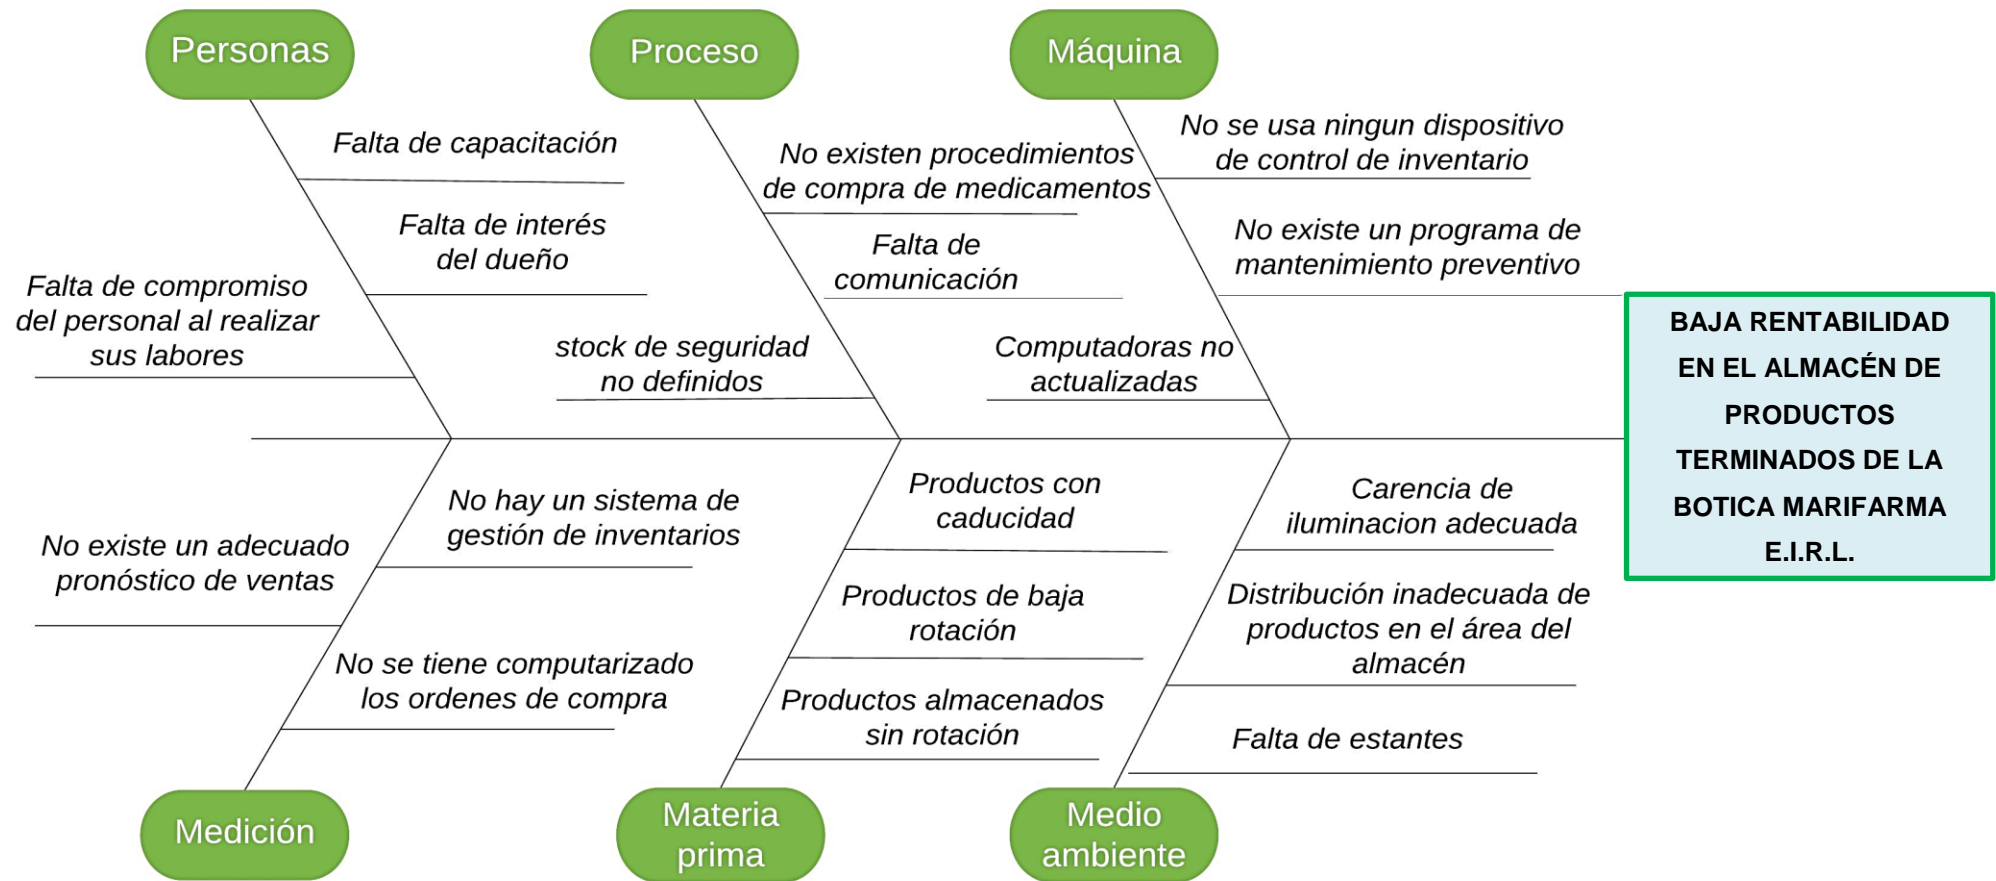 Personas
Proceso
Máquina
Falta de capacitación
Falta de interés
del dueño
Falta de compromiso
del personal al realizar
sus labores
No existen procedimientos
de compra de medicamentos
Falta de
comunicación
stock de seguridad
no definidos
No se usa ningun dispositivo
de control de inventario
No existe un programa de
mantenimiento preventivo
Computadoras no
actualizadas
BAJA RENTABILIDAD
EN EL ALMACÉN DE
PRODUCTOS
TERMINADOS DE LA
BOTICA MARIFARMA
E.I.R.L.
No hay un sistema de
gestión de inventarios
No existe un adecuado
pronóstico de ventas
No se tiene computarizado
los ordenes de compra
Productos con
caducidad
Productos de baja
rotación
Productos almacenados
sin rotación
Carencia de
iluminacion adecuada
Distribución inadecuada de
productos en el área del
almacén
Falta de estantes
Medición
Materia
prima
Medio
ambiente